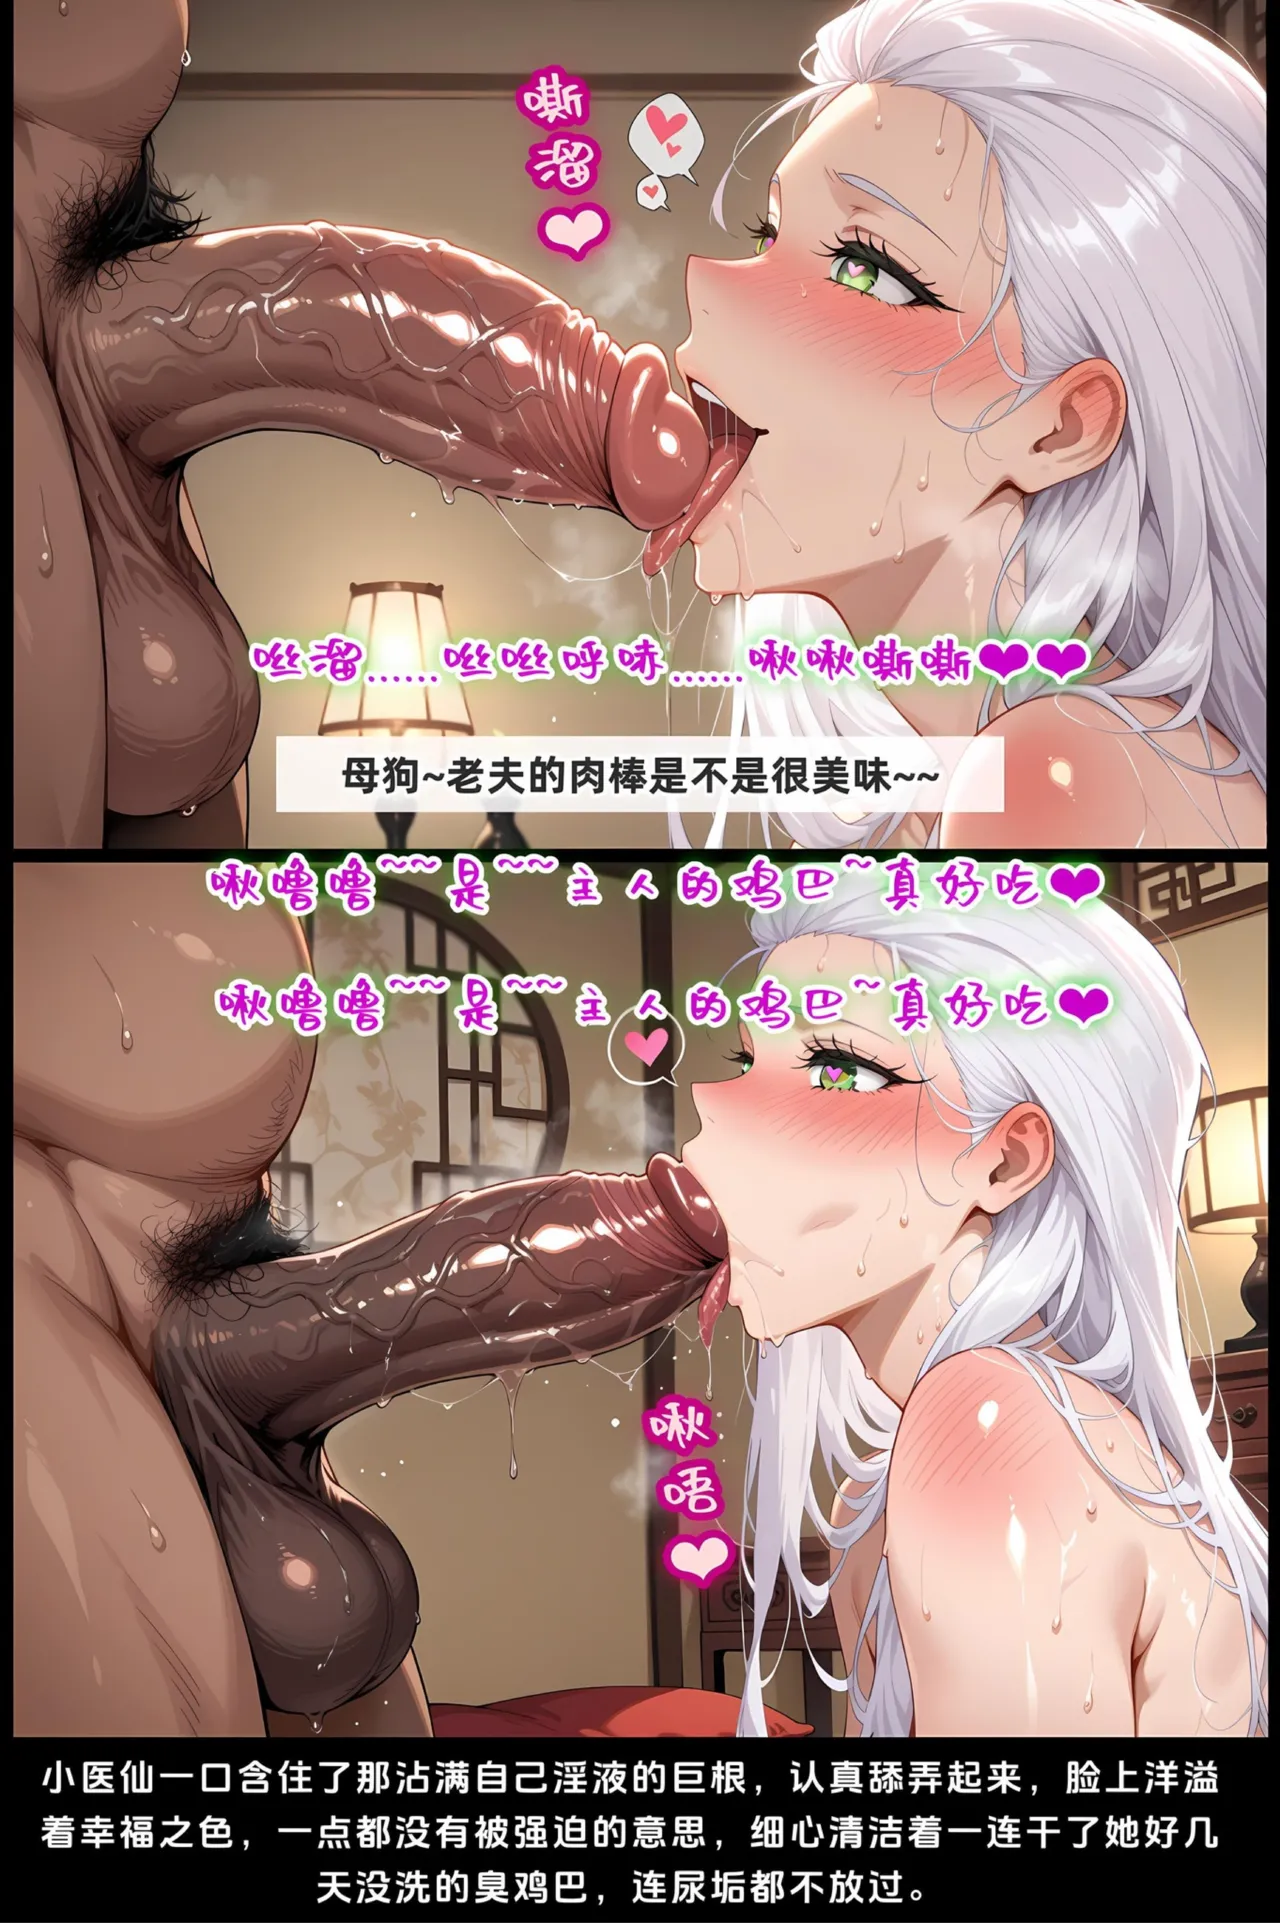 嘶溜
咝溜……咝咝呼哧……啾啾嘶嘶
母狗~老夫的肉棒是不是很美味~~
啾噜噜~~是~~主人的鸡巴~真好吃
啾噜噜~~是~~主人的鸡巴~真好吃
啾唔
小医仙一口含住了那沾满自己淫液的巨根，认真舔弄起来，脸上洋溢
着幸福之色，一点都没有被强迫的意思，细心清洁着一连干了她好几
天没洗的臭鸡巴，连尿垢都不放过。